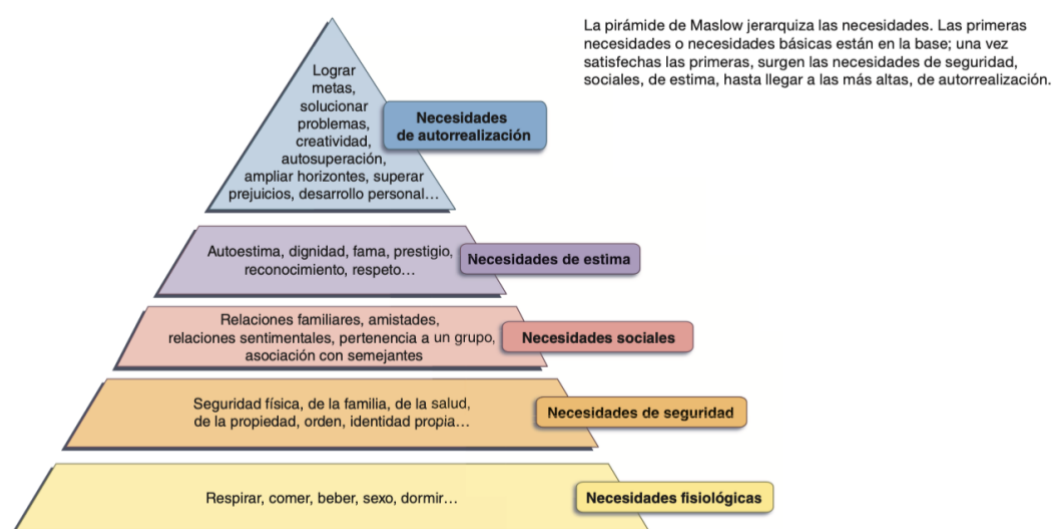 La pirámide de Maslow jerarquiza las necesidades. Las primeras
necesidades o necesidades básicas están en la base; una vez
satisfechas las primeras, surgen las necesidades de seguridad,
sociales, de estima, hasta llegar a las más altas, de autorrealización.
Lograr
metas,
solucionar
problemas,
creatividad,
autosuperación,
ampliar horizontes, superar
prejuicios, desarrollo personal…
Necesidades
de autorrealización
Autoestima, dignidad, fama, prestigio,
reconocimiento, respeto…
Necesidades de estima
Relaciones familiares, amistades,
relaciones sentimentales, pertenencia a un grupo,
asociación con semejantes
Necesidades sociales
Seguridad física, de la familia, de la salud,
de la propiedad, orden, identidad propia…
Necesidades de seguridad
Respirar, comer, beber, sexo, dormir…
Necesidades fisiológicas